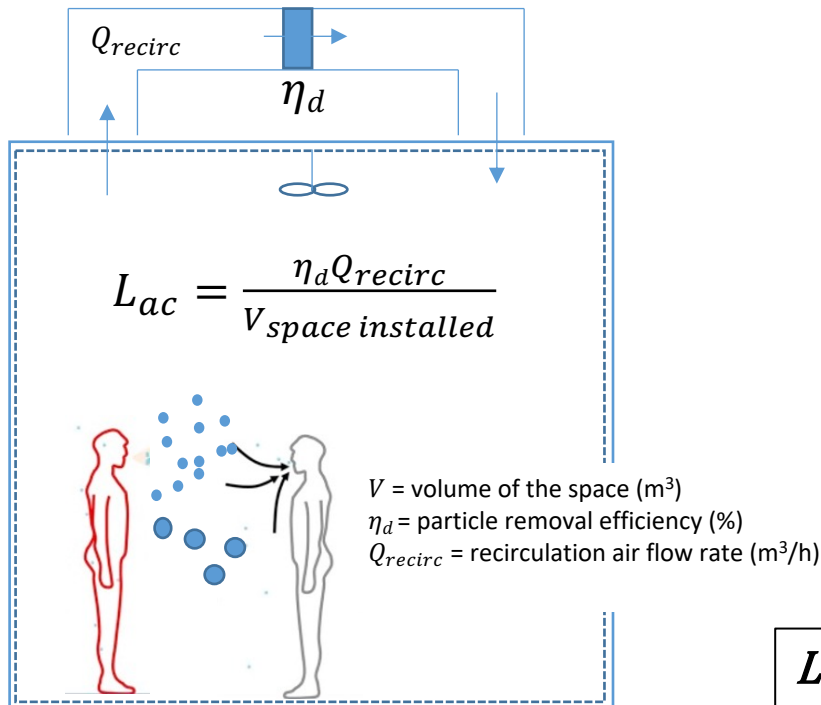 Q_recirc
η_d
L_ac = η_d Q_recirc / V_space installed
V = volume of the space (m³)
η_d = particle removal efficiency (%)
Q_recirc = recirculation air flow rate (m³/h)
L